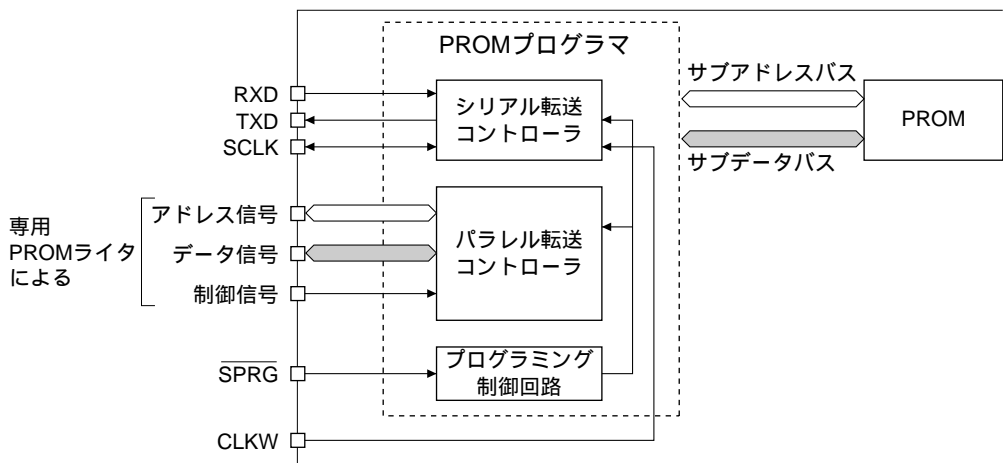 PROMプログラマ
サブアドレスバス
RXD
TXD
SCLK
シリアル転送
コントローラ
PROM
サブデータバス
専用
PROMライタ
による
アドレス信号
データ信号
制御信号
パラレル転送
コントローラ
SPRG
プログラミング
制御回路
CLKW